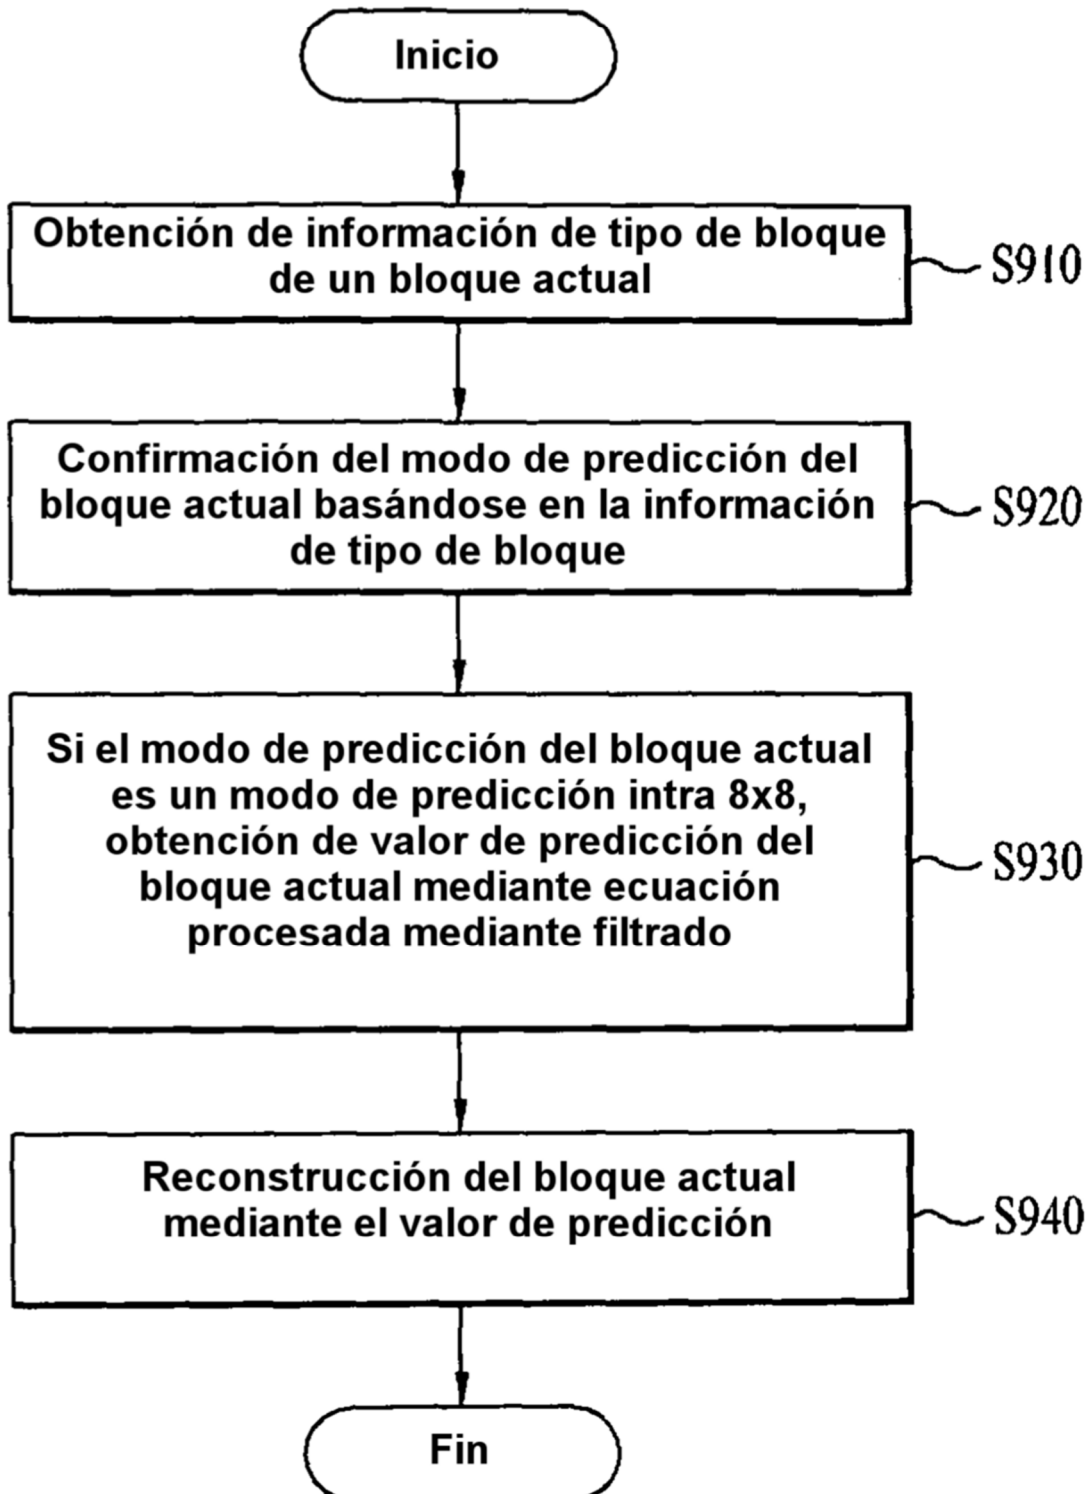 Inicio
Obtención de información de tipo de bloque
de un bloque actual
S910
Confirmación del modo de predicción del
bloque actual basándose en la información
de tipo de bloque
S920
Si el modo de predicción del bloque actual
es un modo de predicción intra 8x8,
obtención de valor de predicción del
bloque actual mediante ecuación
procesada mediante filtrado
S930
Reconstrucción del bloque actual
mediante el valor de predicción
S940
Fin